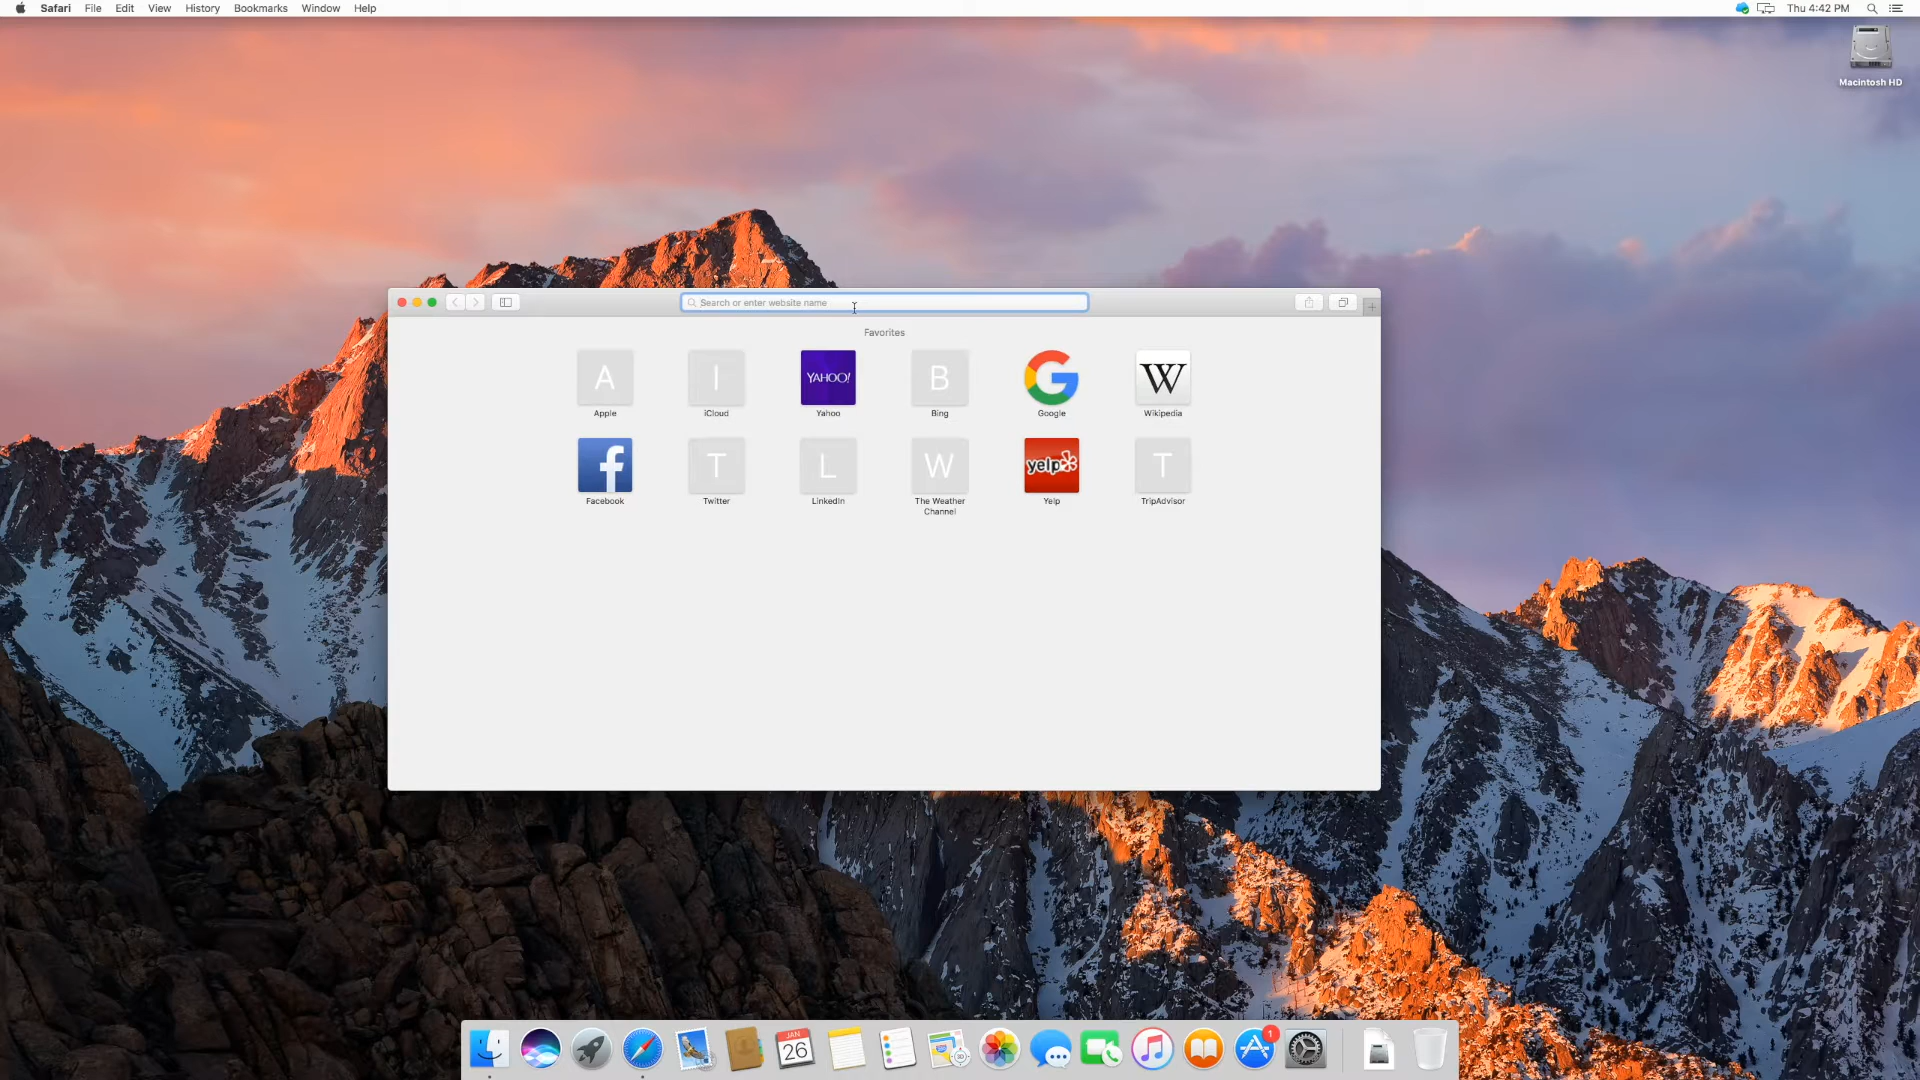 Safari File Edit View History Bookmarks Window Help
Thu 4:42 PM
Macintosh HD
Search or enter website name
Favorites
A I YAHOO! B G W
Apple iCloud Yahoo Bing Google Wikipedia
f T L W yelp T
Facebook Twitter LinkedIn The Weather Yelp TripAdvisor
Channel
JAN
26
3D
1